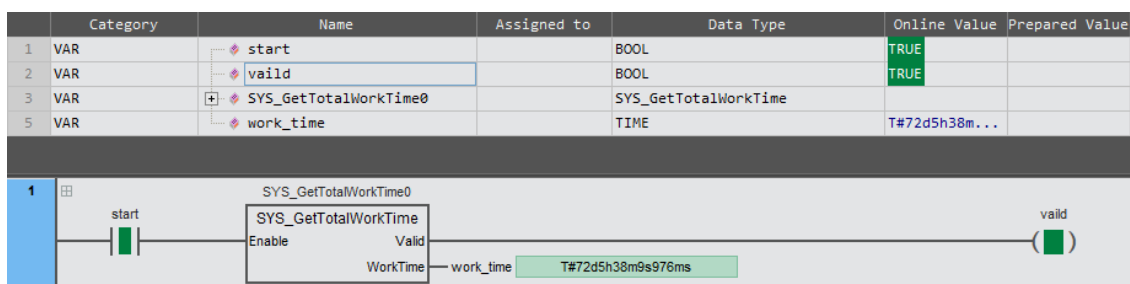 Category Name Assigned to Data Type Online Value Prepared Value
1 VAR start BOOL TRUE
2 VAR vaild BOOL TRUE
3 VAR SYS_GetTotalWorkTime0 SYS_GetTotalWorkTime
5 VAR work_time TIME T#72d5h38m...
1 SYS_GetTotalWorkTime0
start SYS_GetTotalWorkTime vaild
Enable Valid
WorkTime work_time T#72d5h38m9s976ms